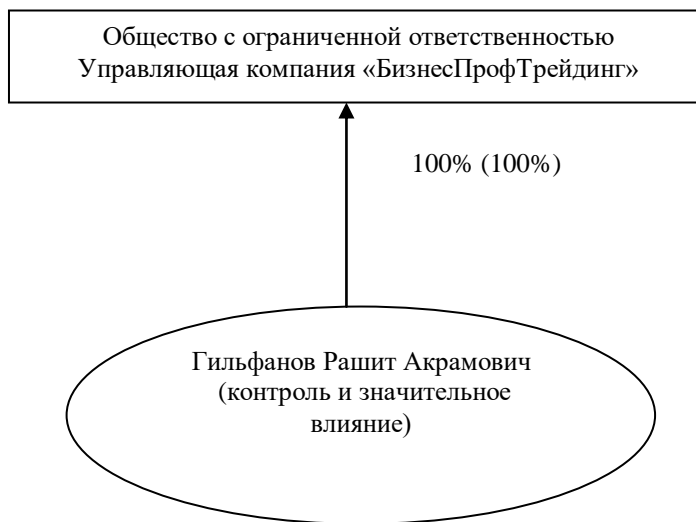 Общество с ограниченной ответственностью
Управляющая компания «БизнесПрофТрейдинг»
100% (100%)
Гильфанов Рашит Акрамович
(контроль и значительное
влияние)